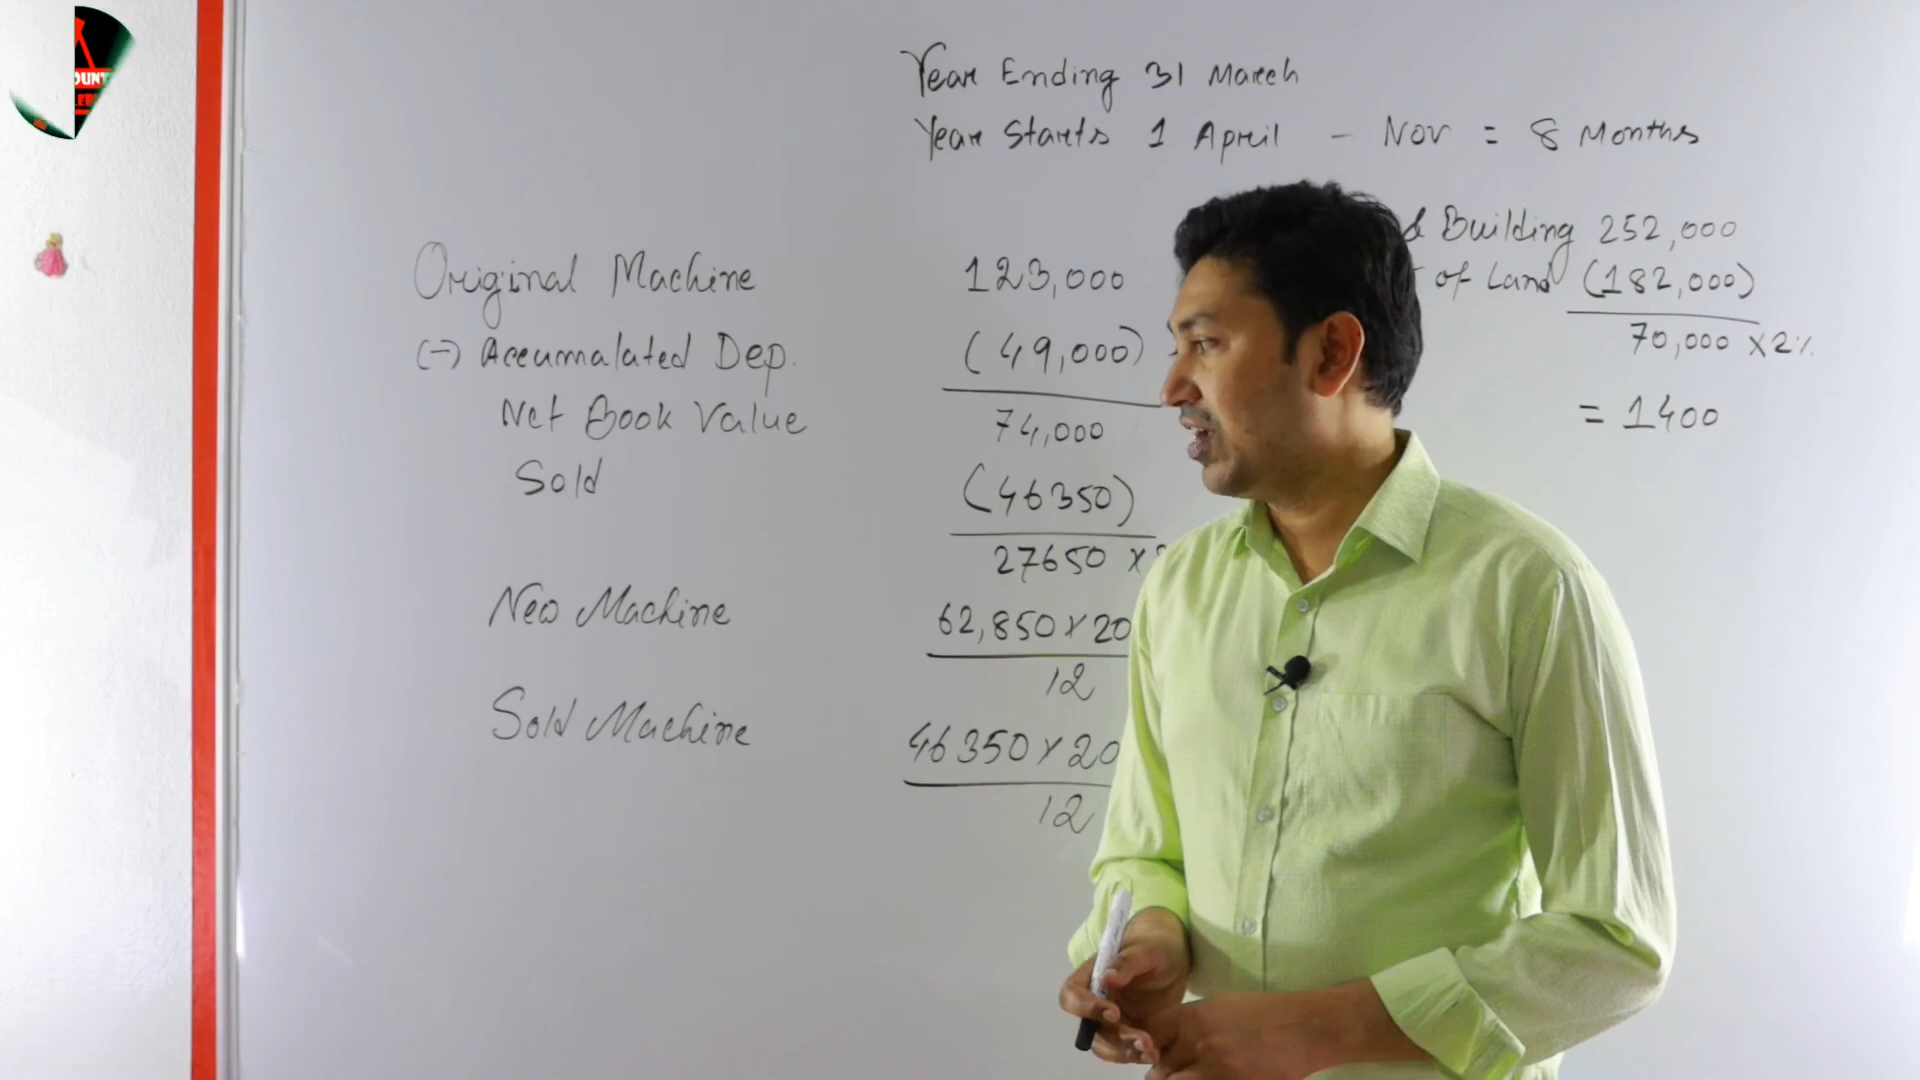 Year Ending 31 March
Year Starts 1 April - Nov = 8 Months
Original Machine 123,000
(-) Accumalated Dep. (49,000)
Net Book Value 74,000
Sold (46350)
27650 x
New Machine 62,850 x 20
12
Sold Machine 46350 x 20
12
& Building 252,000
of Land (182,000)
70,000 x 2%
= 1400